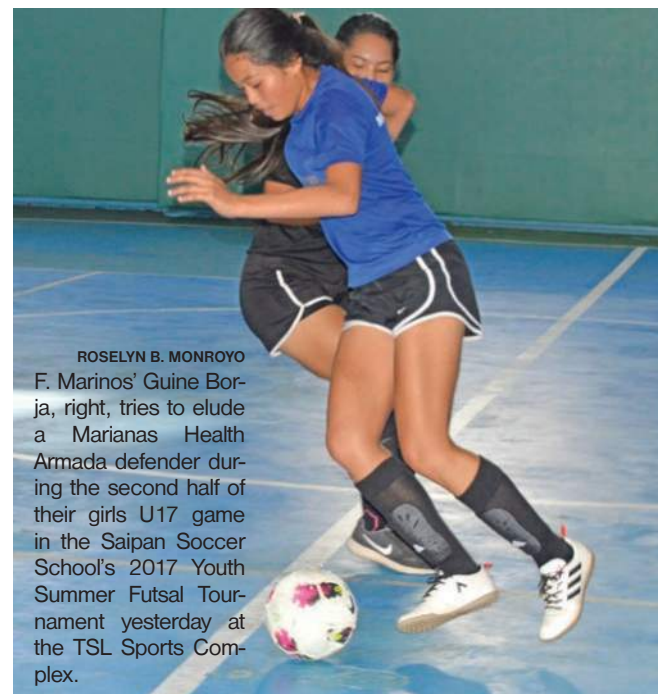 ROSELYN B. MONROYO
F. Marinos’ Guine Bor-
ja, right, tries to elude
a Marianas Health
Armada defender dur-
ing the second half of
their girls U17 game
in the Saipan Soccer
School’s 2017 Youth
Summer Futsal Tour-
nament yesterday at
the TSL Sports Com-
plex.